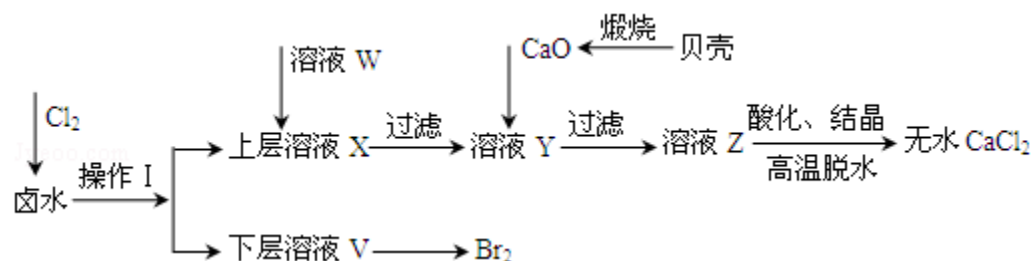 溶液 W
CaO
煅烧
贝壳
Cl₂
上层溶液 X
过滤
溶液 Y
过滤
溶液 Z
酸化、结晶
高温脱水
无水 CaCl₂
卤水
操作 I
下层溶液 V
Br₂